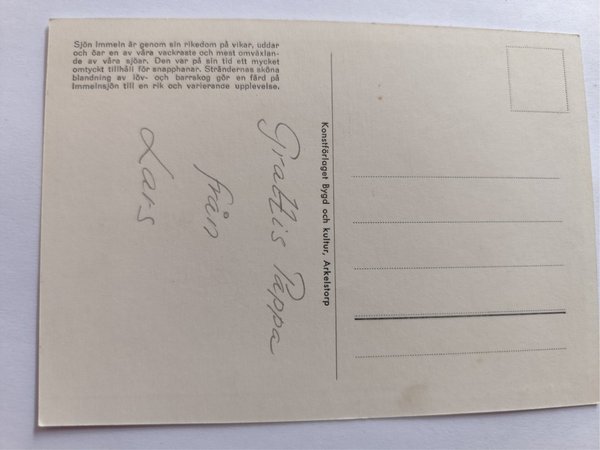 Sjön Immeln är genom sin rikedom på vikar, uddar
och öar en av våra vackraste och mest omväxlan-
de av våra sjöar. Den var på sin tid ett mycket
omtyckt tillhåll för snapphanar. Strändernas sköna
blandning av löv- och barrskog gör en färd på
Immelnsjön till en rik och varierande upplevelse.
Grattis Pappa
från
Lars
Konstförlaget Bygd och kultur, Arkelstorp